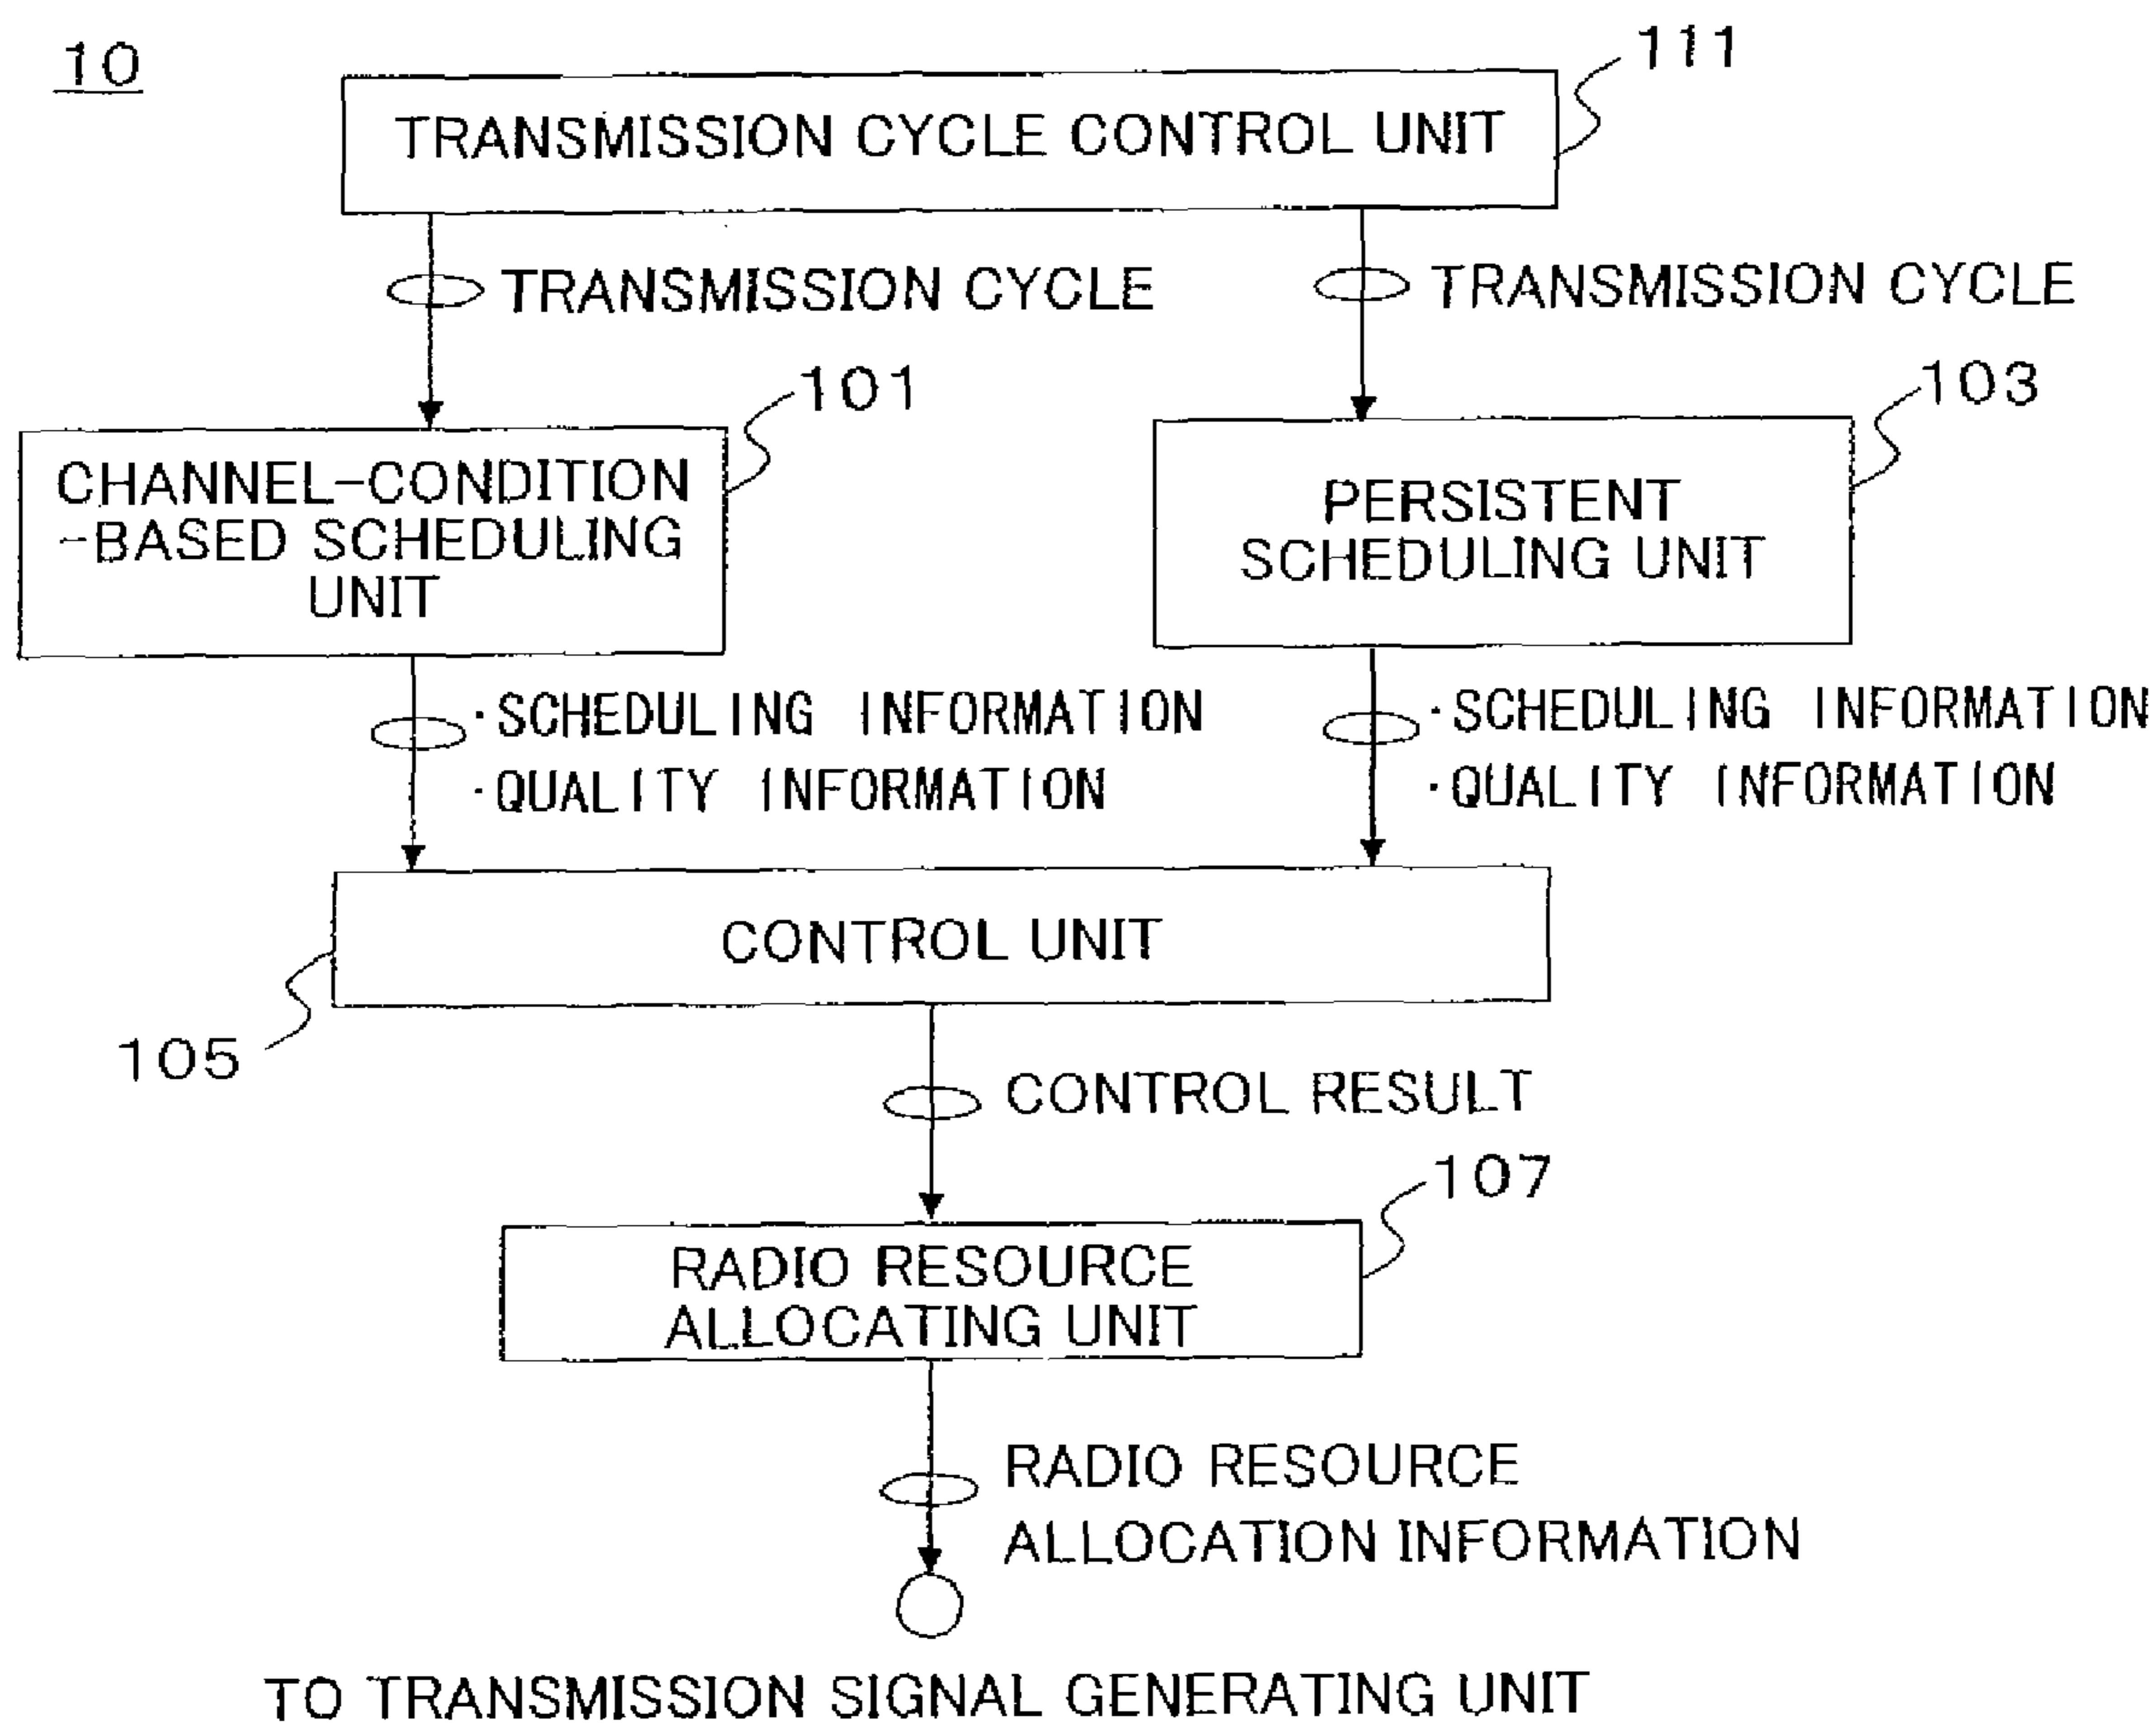 10
111
TRANSMISSION CYCLE CONTROL UNIT
TRANSMISSION CYCLE
TRANSMISSION CYCLE
101
103
CHANNEL-CONDITION
-BASED SCHEDULING
UNIT
PERSISTENT
SCHEDULING UNIT
·SCHEDULING INFORMATION
·QUALITY INFORMATION
·SCHEDULING INFORMATION
·QUALITY INFORMATION
CONTROL UNIT
105
CONTROL RESULT
107
RADIO RESOURCE
ALLOCATING UNIT
RADIO RESOURCE
ALLOCATION INFORMATION
TO TRANSMISSION SIGNAL GENERATING UNIT